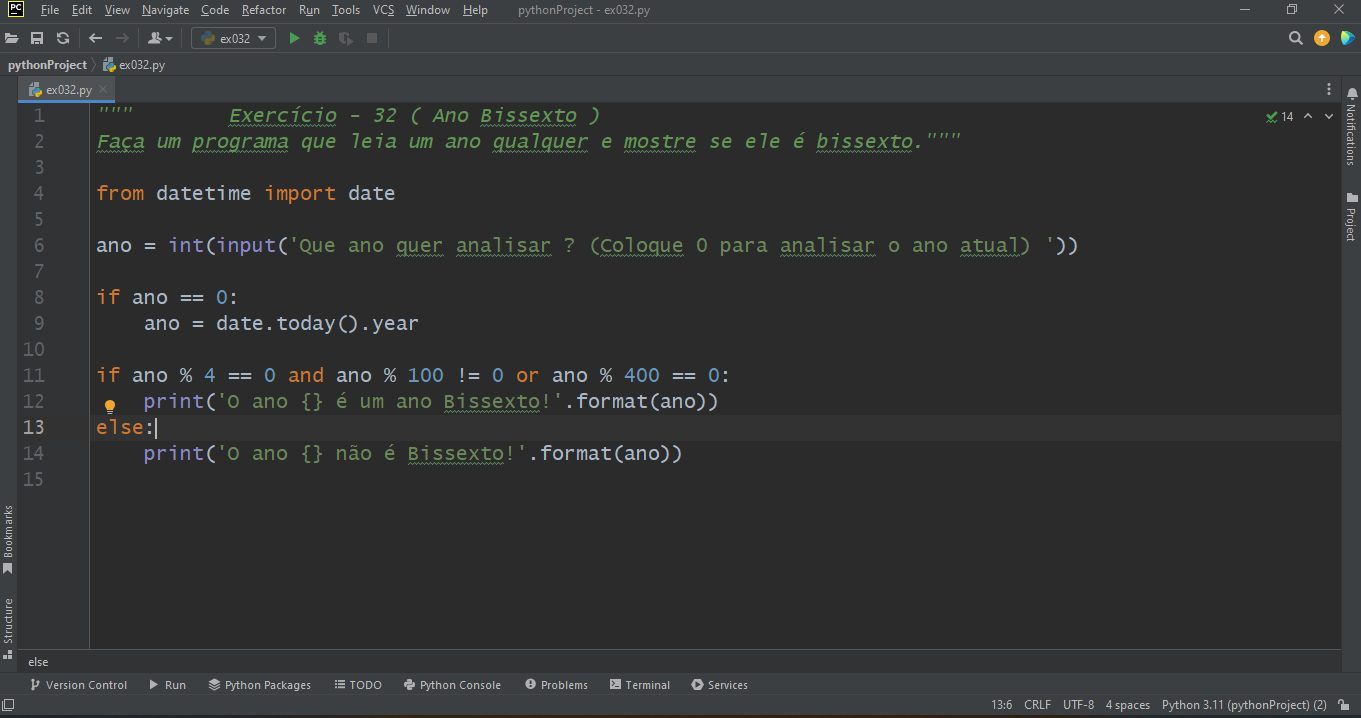 PC File Edit View Navigate Code Refactor Run Tools VCS Window Help pythonProject - ex032.py
ex032
pythonProject ex032.py
ex032.py
1 """        Exercício - 32 ( Ano Bissexto )
14
2 Faça um programa que leia um ano qualquer e mostre se ele é bissexto."""
3
4 from datetime import date
5
6 ano = int(input('Que ano quer analisar ? (Coloque 0 para analisar o ano atual) '))
7
8 if ano == 0:
9     ano = date.today().year
10
11 if ano % 4 == 0 and ano % 100 != 0 or ano % 400 == 0:
12     print('O ano {} é um ano Bissexto!'.format(ano))
13 else:
14     print('O ano {} não é Bissexto!'.format(ano))
15
Notifications
Project
Bookmarks
Structure
else
Version Control Run Python Packages TODO Python Console Problems Terminal Services
13:6 CRLF UTF-8 4 spaces Python 3.11 (pythonProject) (2)